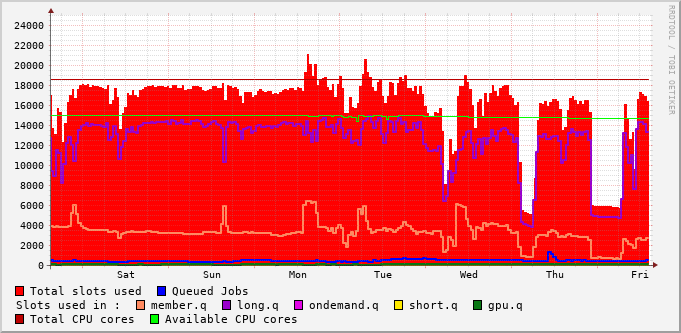 RRDTOOL / TOBI OETIKER
24000
22000
20000
18000
16000
14000
12000
10000
8000
6000
4000
2000
0
Sat Sun Mon Tue Wed Thu Fri
Total slots used Queued Jobs
Slots used in : member.q long.q ondemand.q short.q gpu.q
Total CPU cores Available CPU cores